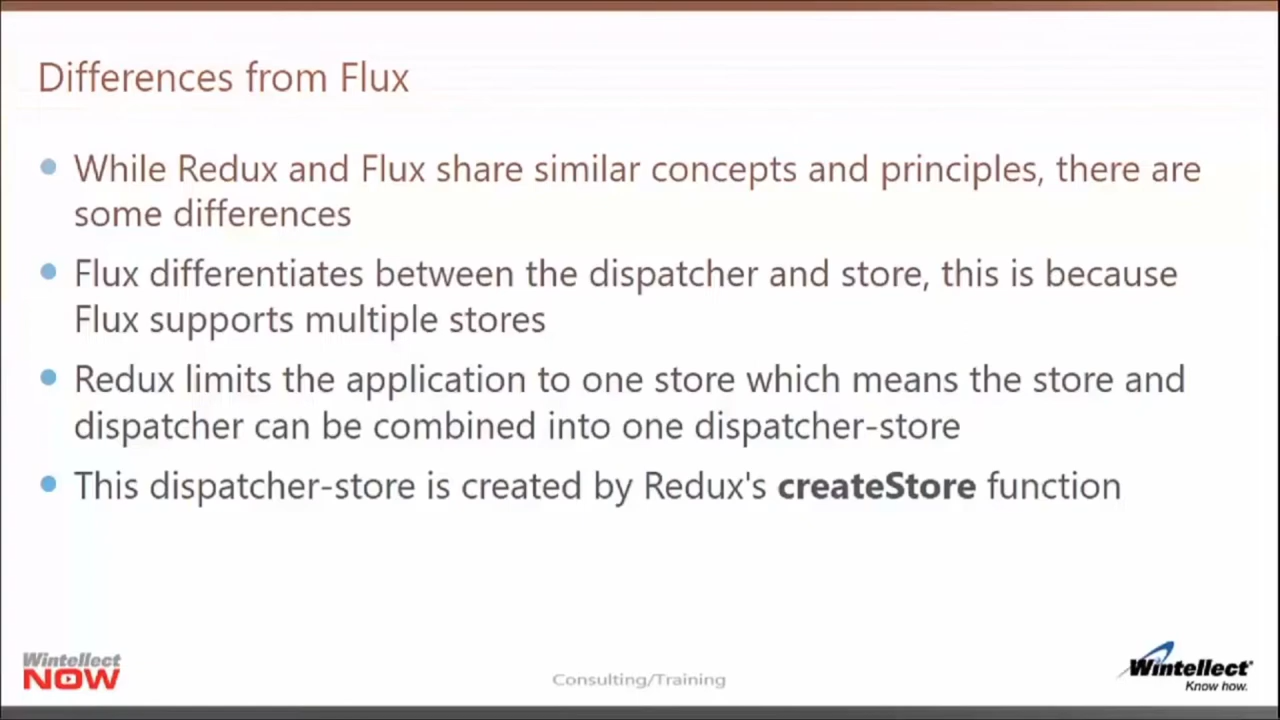 Differences from Flux
While Redux and Flux share similar concepts and principles, there are
some differences
Flux differentiates between the dispatcher and store, this is because
Flux supports multiple stores
Redux limits the application to one store which means the store and
dispatcher can be combined into one dispatcher-store
This dispatcher-store is created by Redux's createStore function
Wintellect
NOW
Consulting/Training
Wintellect
Know how.